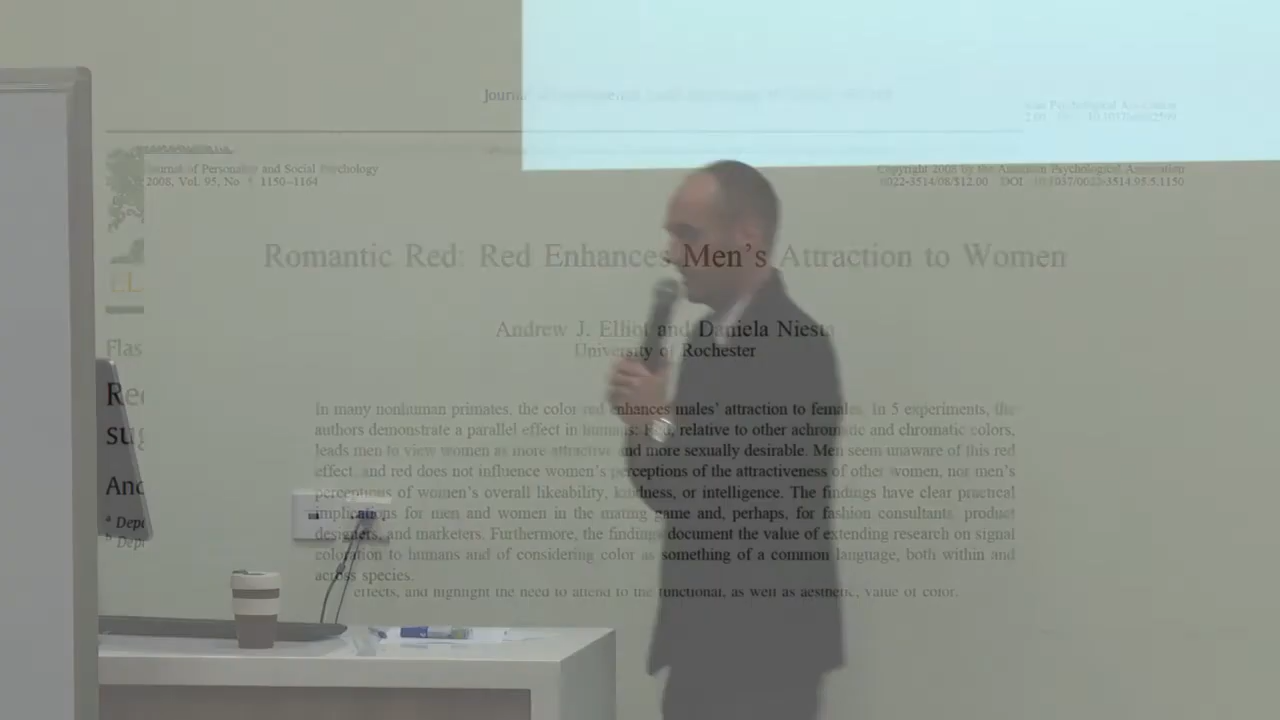 Journal of Personality and Social Psychology
2008, Vol. 95, No. 5, 1150–1164
Copyright 2008 by the American Psychological Association
0022-3514/08/$12.00 DOI: 10.1037/0022-3514.95.5.1150
Romantic Red: Red Enhances Men's Attraction to Women
Andrew J. Elliot and Daniela Niesta
University of Rochester
In many nonhuman primates, the color red enhances males' attraction to females. In 5 experiments, the
authors demonstrate a parallel effect in humans: Red, relative to other achromatic and chromatic colors,
leads men to view women as more attractive and more sexually desirable. Men seem unaware of this red
effect, and red does not influence women's perceptions of the attractiveness of other women, nor men's
perceptions of women's overall likeability, kindness, or intelligence. The findings have clear practical
implications for men and women in the mating game and, perhaps, for fashion consultants, product
designers, and marketers. Furthermore, the findings document the value of extending research on signal
coloration to humans and of considering color as something of a common language, both within and
across species.
effects, and highlight the need to attend to the functional, as well as aesthetic, value of color.
EL
Flas
Re
sug
And
a Depa
b Depa